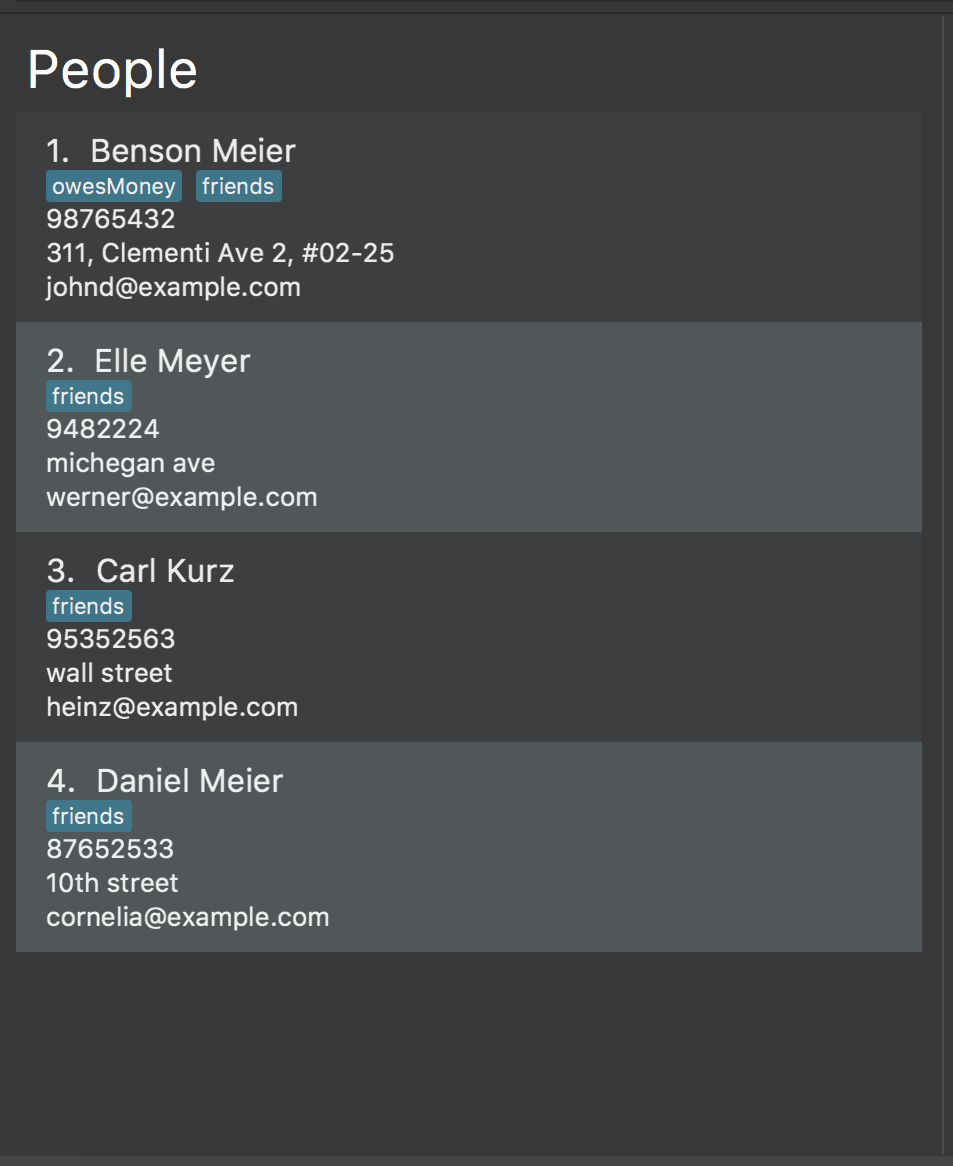 People
1. Benson Meier
owesMoney friends
98765432
311, Clementi Ave 2, #02-25
johnd@example.com
2. Elle Meyer
friends
9482224
michegan ave
werner@example.com
3. Carl Kurz
friends
95352563
wall street
heinz@example.com
4. Daniel Meier
friends
87652533
10th street
cornelia@example.com